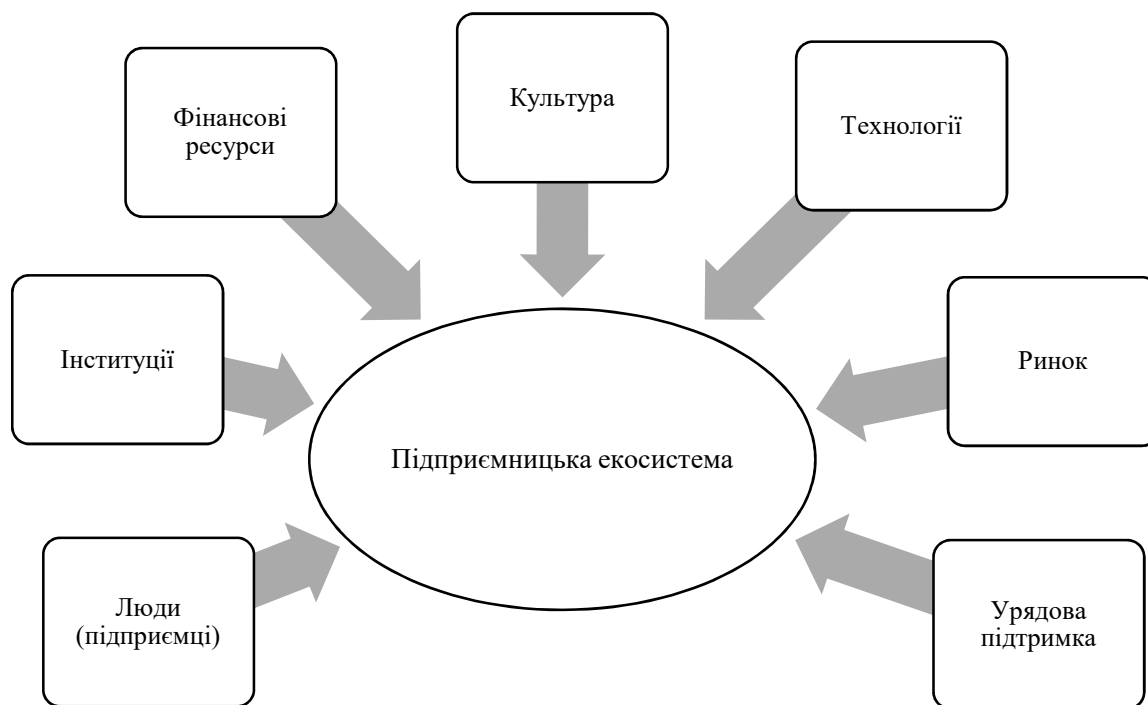 Культура
Фінансові
ресурси
Технології
Інституції
Ринок
Підприємницька екосистема
Люди
(підприємці)
Урядова
підтримка